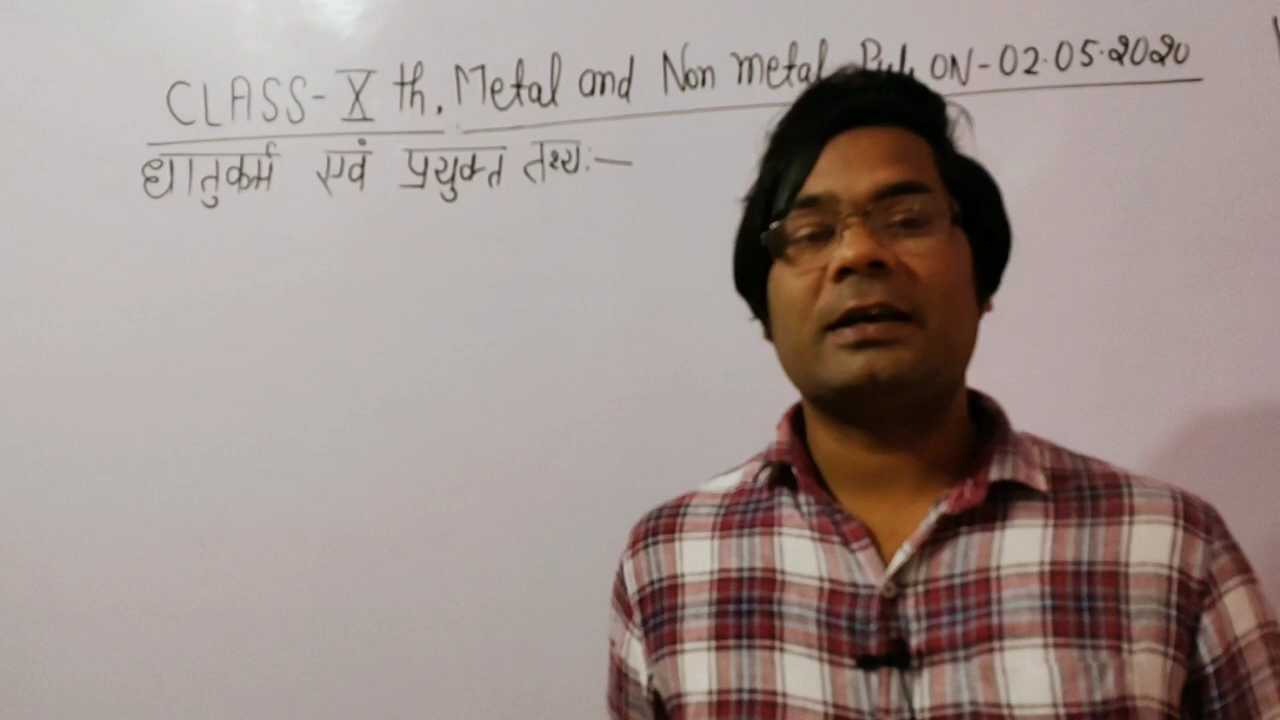 CLASS-X th. Metal and Non metal Pub ON-02.05.2020
धातुकर्म एवं प्रयुक्त तथ्य:—